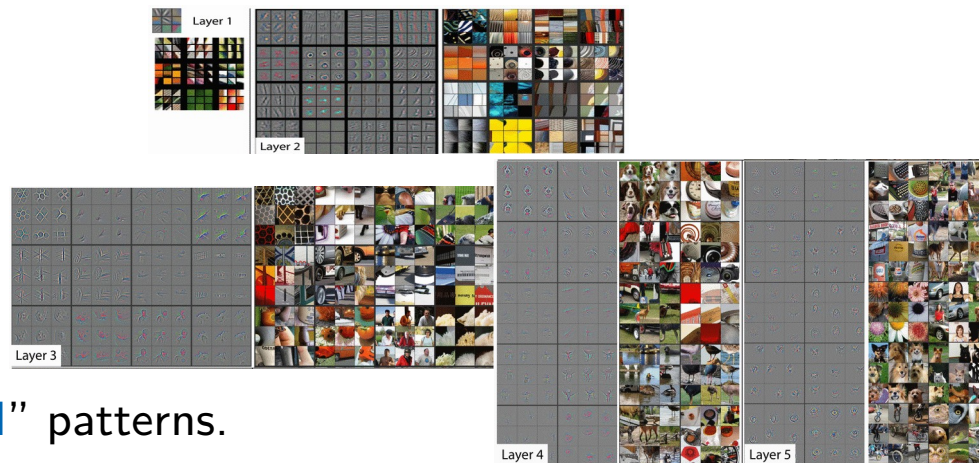 Layer 1
Layer 2
Layer 3
” patterns.
Layer 4
Layer 5